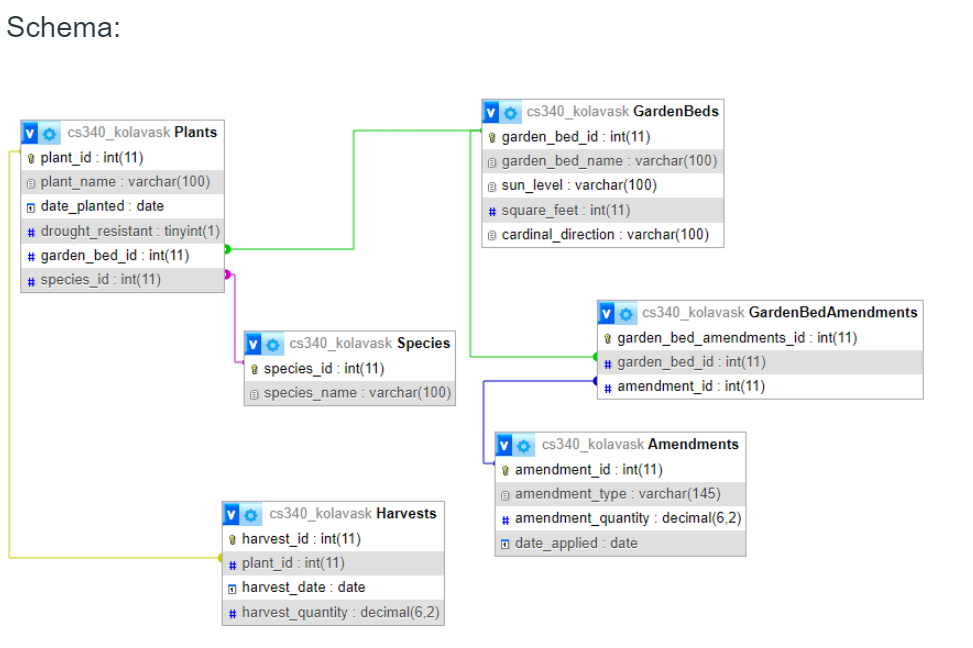 Schema:
cs340_kolavask Plants
plant_id : int(11)
plant_name : varchar(100)
date_planted : date
# drought_resistant : tinyint(1)
# garden_bed_id : int(11)
# species_id : int(11)
cs340_kolavask GardenBeds
garden_bed_id : int(11)
garden_bed_name : varchar(100)
sun_level : varchar(100)
# square_feet : int(11)
cardinal_direction : varchar(100)
cs340_kolavask Species
species_id : int(11)
species_name : varchar(100)
cs340_kolavask GardenBedAmendments
garden_bed_amendments_id : int(11)
# garden_bed_id : int(11)
# amendment_id : int(11)
cs340_kolavask Amendments
amendment_id : int(11)
amendment_type : varchar(145)
# amendment_quantity : decimal(6,2)
date_applied : date
cs340_kolavask Harvests
harvest_id : int(11)
# plant_id : int(11)
harvest_date : date
# harvest_quantity : decimal(6,2)